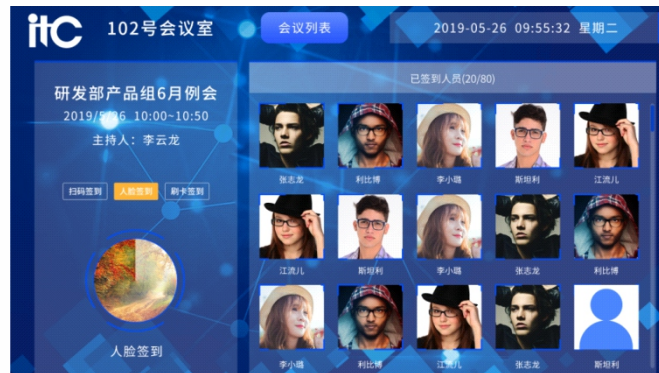 itc
102号会议室
会议列表
2019-05-26 09:55:32 星期二
研发部产品组6月例会
2019/5/26 10:00~10:50
主持人：李云龙
扫码签到 人脸签到 刷卡签到
人脸签到
已签到人员(20/80)
张志龙 利比博 李小璐 斯坦利 江流儿
江流儿 斯坦利 李小璐 张志龙 利比博
李小璐 利比博 江流儿 张志龙 斯坦利